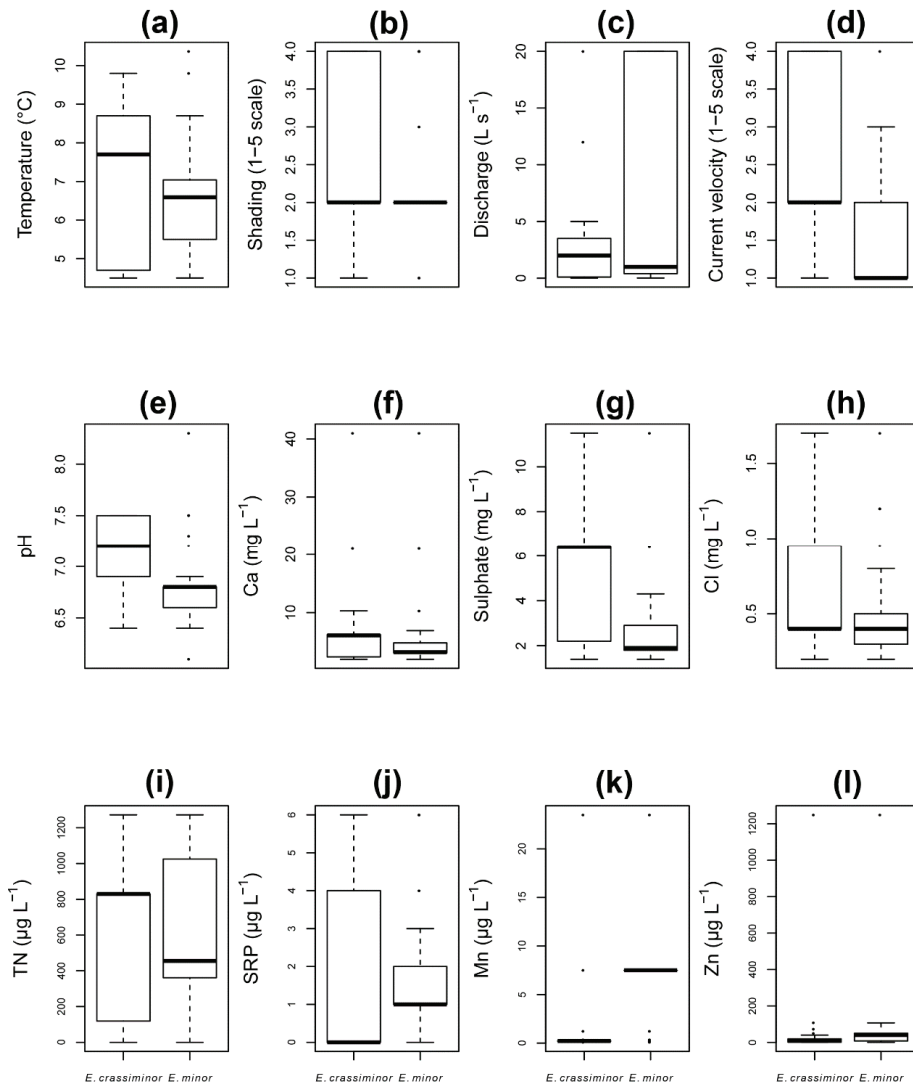 (a) (b) (c) (d)
Temperature (°C)
5 6 7 8 9 10
Shading (1−5 scale)
1.0 1.5 2.0 2.5 3.0 3.5 4.0
Discharge (L s⁻¹)
0 5 10 15 20
Current velocity (1−5 scale)
1.0 1.5 2.0 2.5 3.0 3.5 4.0
(e) (f) (g) (h)
pH
6.5 7.0 7.5 8.0
Ca (mg L⁻¹)
10 20 30 40
Sulphate (mg L⁻¹)
2 4 6 8 10
Cl (mg L⁻¹)
0.5 1.0 1.5
(i) (j) (k) (l)
TN (µg L⁻¹)
0 200 400 600 800 1000 1200
SRP (µg L⁻¹)
0 1 2 3 4 5 6
Mn (µg L⁻¹)
0 5 10 15 20
Zn (µg L⁻¹)
0 200 400 600 800 1000 1200
E. crassiminor E. minor E. crassiminor E. minor E. crassiminor E. minor E. crassiminor E. minor